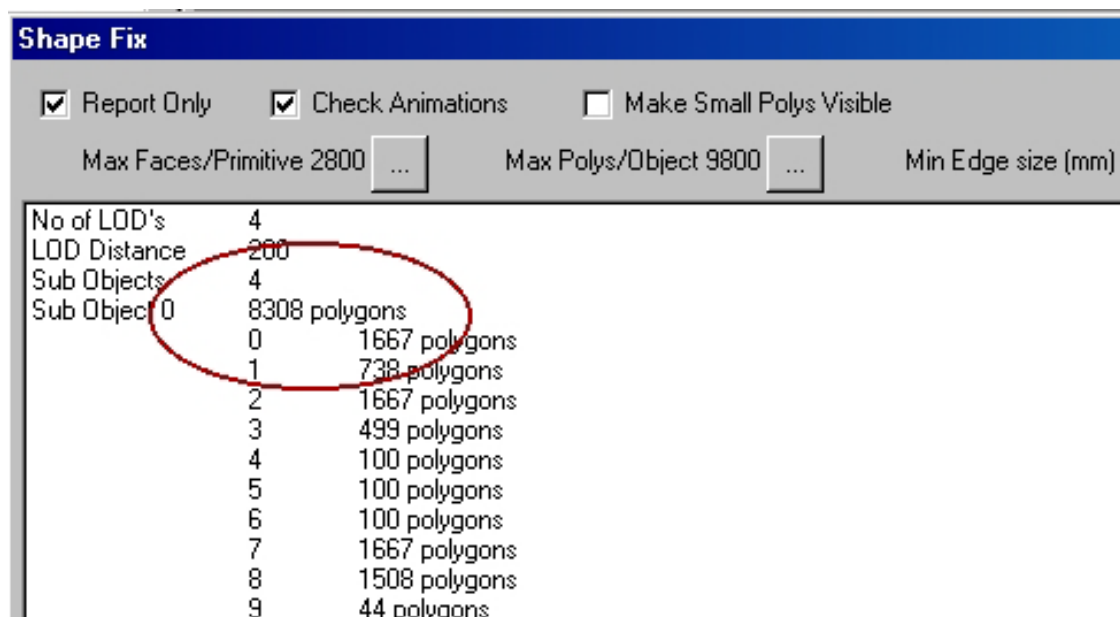 Shape Fix
Report Only Check Animations Make Small Polys Visible
Max Faces/Primitive 2800 ... Max Polys/Object 9800 ... Min Edge size (mm)
No of LOD's 4
LOD Distance 200
Sub Objects 4
Sub Object 0 8308 polygons
0 1667 polygons
1 738 polygons
2 1667 polygons
3 499 polygons
4 100 polygons
5 100 polygons
6 100 polygons
7 1667 polygons
8 1508 polygons
9 44 polygons